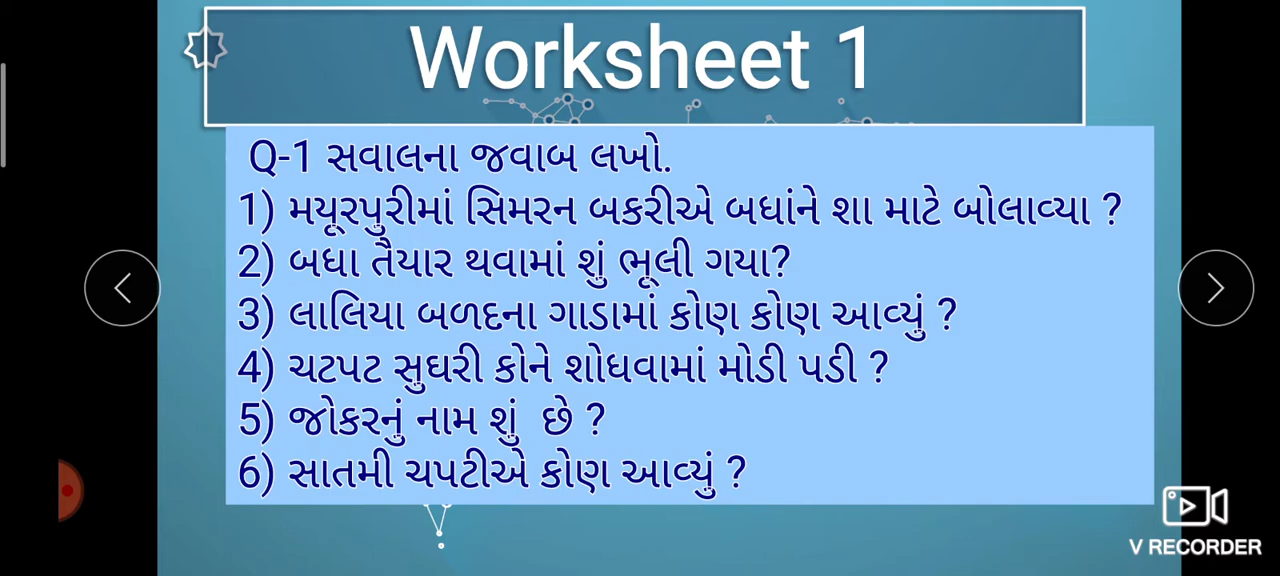 Worksheet 1
Q-1 સવાલના જવાબ લખો.
1) મયૂરપુરીમાં સિમરન બકરીએ બધાંને શા માટે બોલાવ્યા ?
2) બધા તૈયાર થવામાં શું ભૂલી ગયા?
3) લાલિયા બળદના ગાડામાં કોણ કોણ આવ્યું ?
4) ચટપટ સુઘરી કોને શોધવામાં મોડી પડી ?
5) જોકરનું નામ શું છે ?
6) સાતમી ચપટીએ કોણ આવ્યું ?
V RECORDER